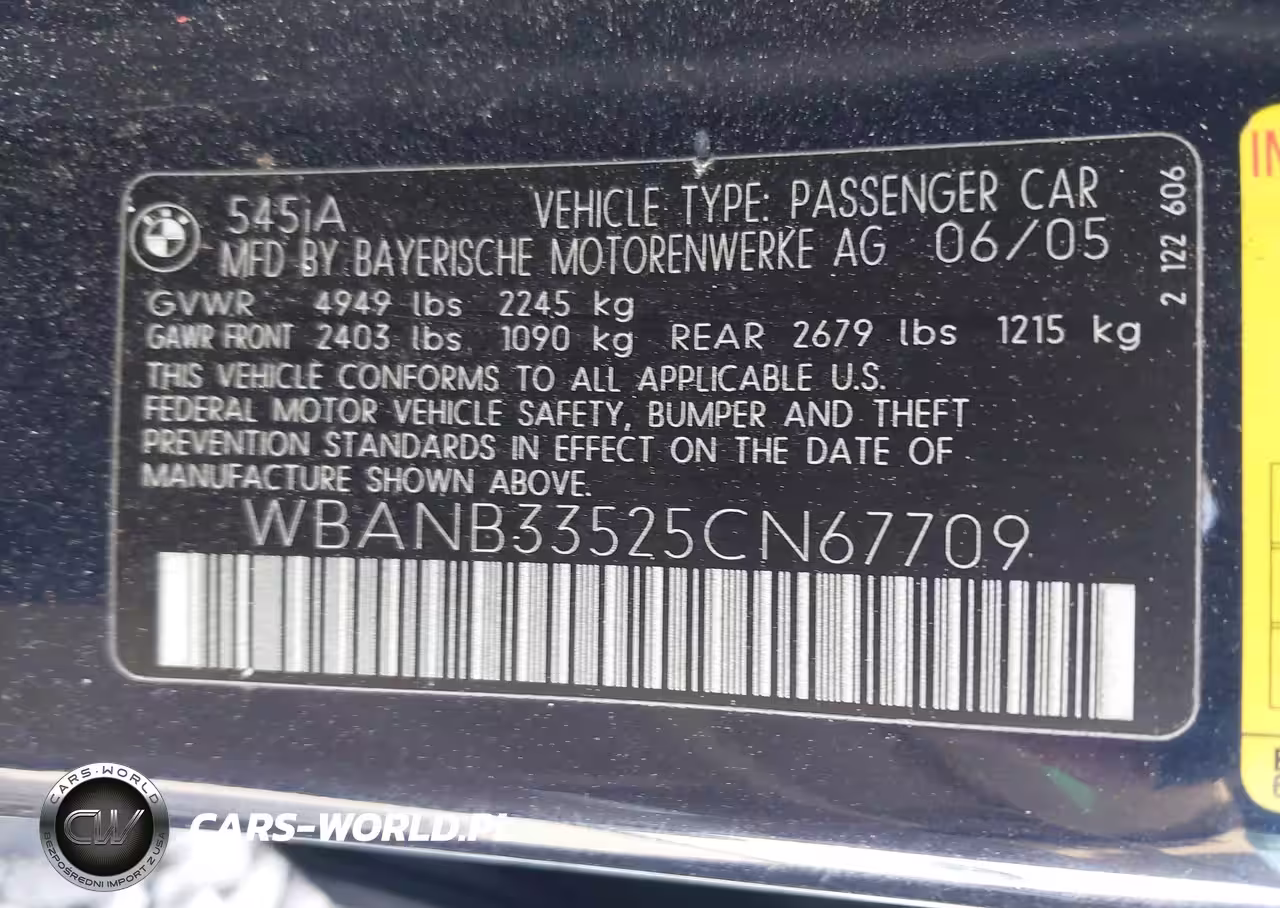 545iA VEHICLE TYPE: PASSENGER CAR
MFD BY BAYERISCHE MOTORENWERKE AG 06/05
GVWR 4949 lbs 2245 kg
GAWR FRONT 2403 lbs 1090 kg REAR 2679 lbs 1215 kg
THIS VEHICLE CONFORMS TO ALL APPLICABLE U.S.
FEDERAL MOTOR VEHICLE SAFETY, BUMPER AND THEFT
PREVENTION STANDARDS IN EFFECT ON THE DATE OF
MANUFACTURE SHOWN ABOVE.
WBANB33525CN67709
2 122 606
CARS-WORLD
CW
BEZPOŚREDNI IMPORT Z USA
CARS-WORLD.PL